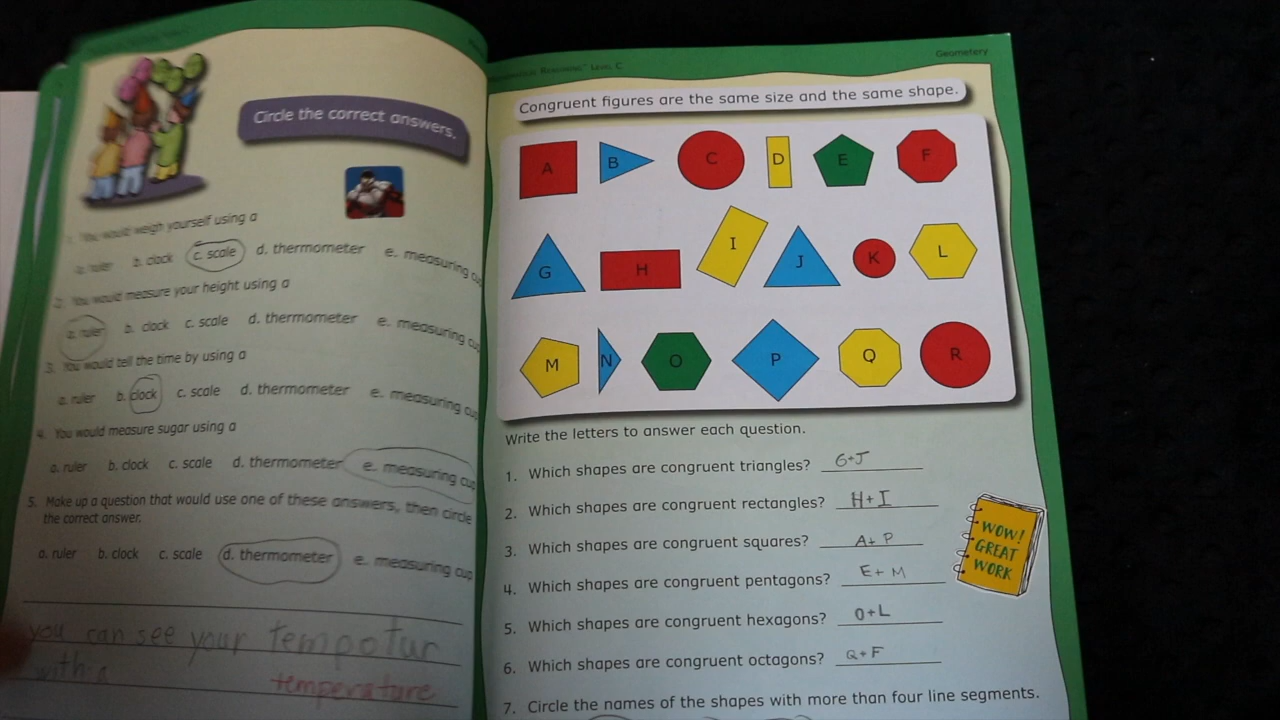 Circle the correct answers.
1. You would weigh yourself using a
a. ruler b. clock c. scale d. thermometer e. measuring cup
2. You would measure your height using a
a. ruler b. clock c. scale d. thermometer e. measuring cup
3. You would tell the time by using a
a. ruler b. clock c. scale d. thermometer e. measuring cup
4. You would measure sugar using a
a. ruler b. clock c. scale d. thermometer e. measuring cup
5. Make up a question that would use one of these answers, then circle
the correct answer.
a. ruler b. clock c. scale d. thermometer e. measuring cup
you can see your tempotur
with a temperature
Level C
Geometery
Congruent figures are the same size and the same shape.
A B C D E F
G H I J K L
M N O P Q R
Write the letters to answer each question.
1. Which shapes are congruent triangles? G+J
2. Which shapes are congruent rectangles? H+I
3. Which shapes are congruent squares? A+P
4. Which shapes are congruent pentagons? E+M
5. Which shapes are congruent hexagons? O+L
6. Which shapes are congruent octagons? Q+F
7. Circle the names of the shapes with more than four line segments.
WOW!
GREAT
WORK